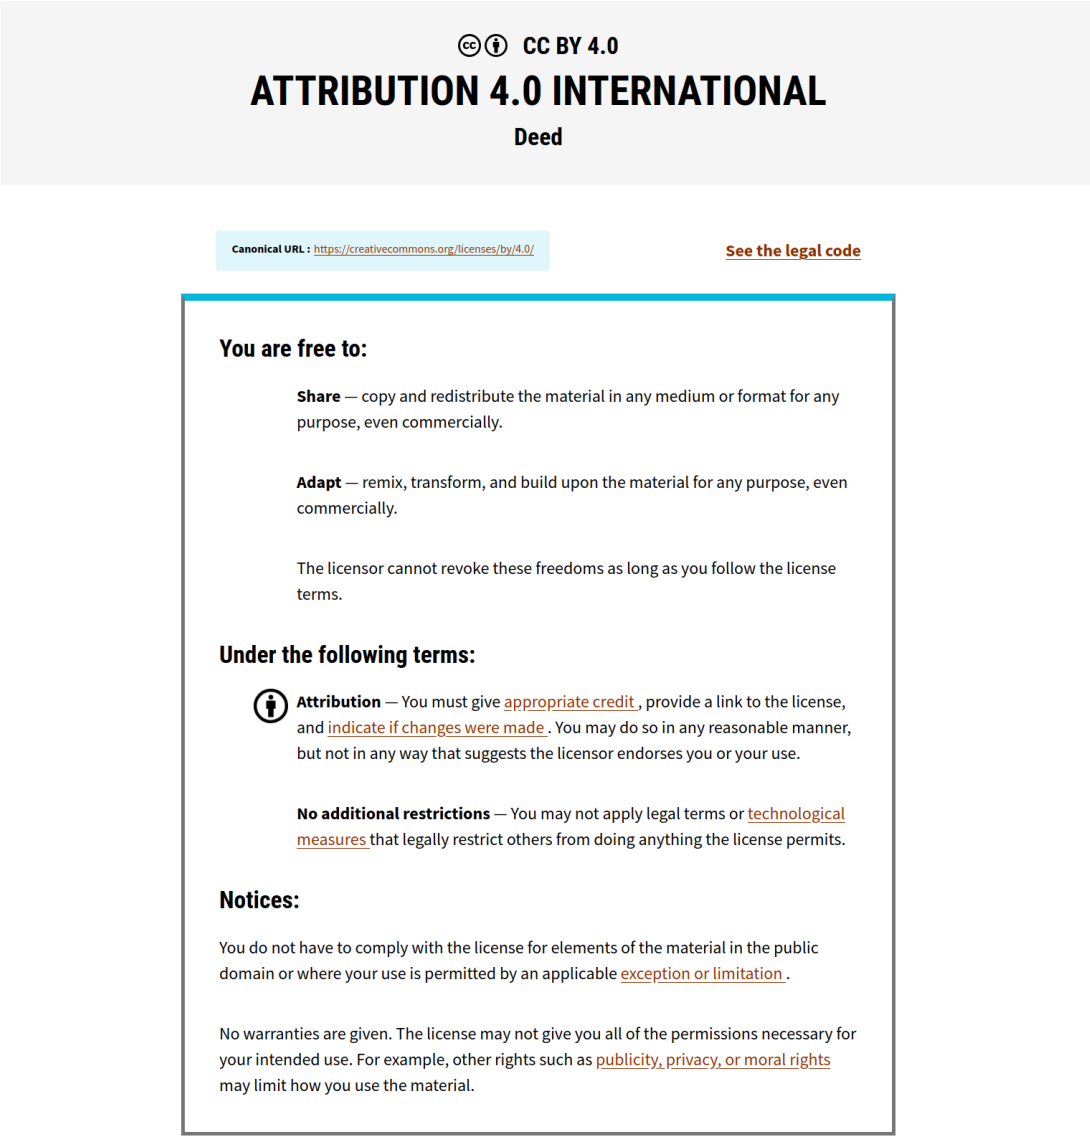 CC BY 4.0
ATTRIBUTION 4.0 INTERNATIONAL
Deed
Canonical URL : https://creativecommons.org/licenses/by/4.0/
See the legal code
You are free to:
Share — copy and redistribute the material in any medium or format for any
purpose, even commercially.
Adapt — remix, transform, and build upon the material for any purpose, even
commercially.
The licensor cannot revoke these freedoms as long as you follow the license
terms.
Under the following terms:
Attribution — You must give appropriate credit , provide a link to the license,
and indicate if changes were made . You may do so in any reasonable manner,
but not in any way that suggests the licensor endorses you or your use.
No additional restrictions — You may not apply legal terms or technological
measures that legally restrict others from doing anything the license permits.
Notices:
You do not have to comply with the license for elements of the material in the public
domain or where your use is permitted by an applicable exception or limitation .
No warranties are given. The license may not give you all of the permissions necessary for
your intended use. For example, other rights such as publicity, privacy, or moral rights
may limit how you use the material.